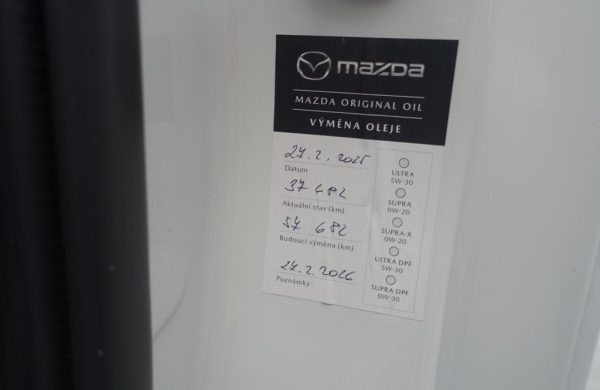 mazda
MAZDA ORIGINAL OIL
VÝMĚNA OLEJE
27.2.2025
Datum
37 682
Aktuální stav (km)
57 682
Budoucí výměna (km)
27.2.2026
Poznámky
ULTRA
5W-30
SUPRA
0W-20
SUPRA-X
0W-20
ULTRA DPF
5W-30
SUPRA DPF
0W-30